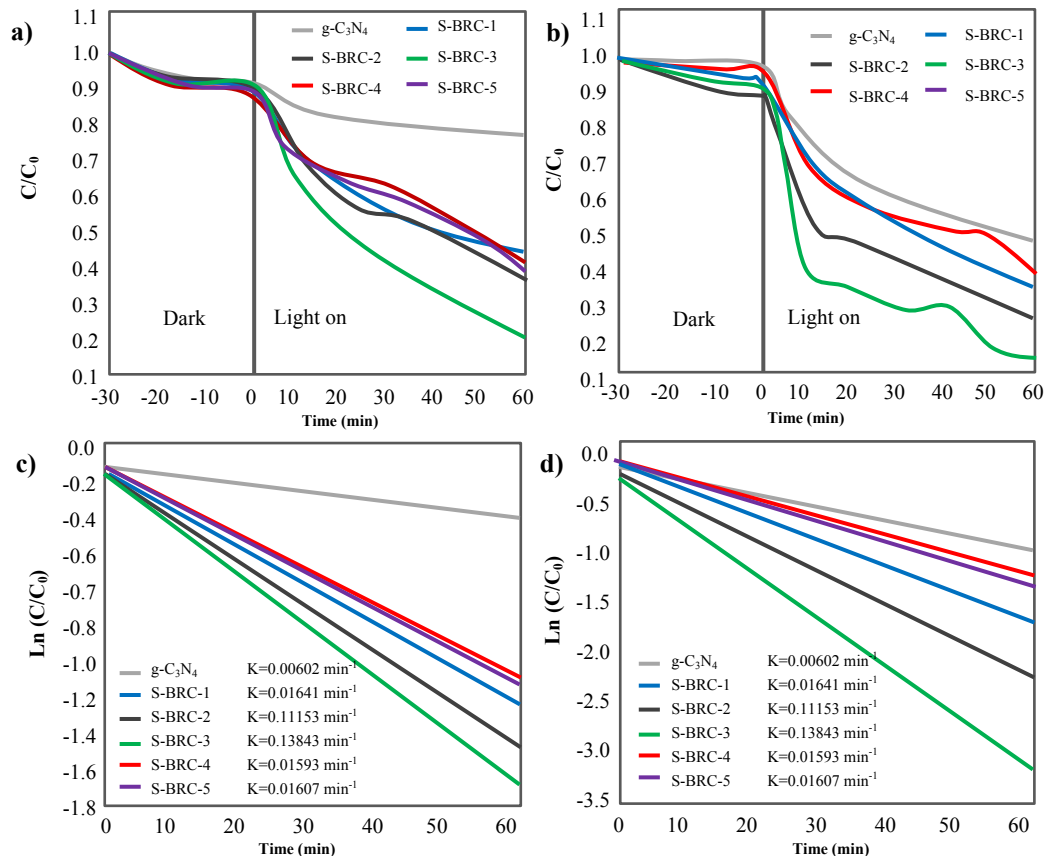 a)
1.1
1.0
0.9
0.8
0.7
0.6
0.5
0.4
0.3
0.2
0.1
C/C₀
g-C₃N₄
S-BRC-1
S-BRC-2
S-BRC-3
S-BRC-4
S-BRC-5
Dark
Light on
-30 -20 -10 0 10 20 30 40 50 60
Time (min)
b)
1.1
1.0
0.9
0.8
0.7
0.6
0.5
0.4
0.3
0.2
0.1
C/C₀
g-C₃N₄
S-BRC-1
S-BRC-2
S-BRC-3
S-BRC-4
S-BRC-5
Dark
Light on
-30 -20 -10 0 10 20 30 40 50 60
Time (min)
c)
0.0
-0.2
-0.4
-0.6
-0.8
-1.0
-1.2
-1.4
-1.6
-1.8
Ln (C/C₀)
g-C₃N₄ K=0.00602 min⁻¹
S-BRC-1 K=0.01641 min⁻¹
S-BRC-2 K=0.11153 min⁻¹
S-BRC-3 K=0.13843 min⁻¹
S-BRC-4 K=0.01593 min⁻¹
S-BRC-5 K=0.01607 min⁻¹
0 10 20 30 40 50 60
Time (min)
d)
0.0
-0.5
-1.0
-1.5
-2.0
-2.5
-3.0
-3.5
Ln (C/C₀)
g-C₃N₄ K=0.00602 min⁻¹
S-BRC-1 K=0.01641 min⁻¹
S-BRC-2 K=0.11153 min⁻¹
S-BRC-3 K=0.13843 min⁻¹
S-BRC-4 K=0.01593 min⁻¹
S-BRC-5 K=0.01607 min⁻¹
0 10 20 30 40 50 60
Time (min)